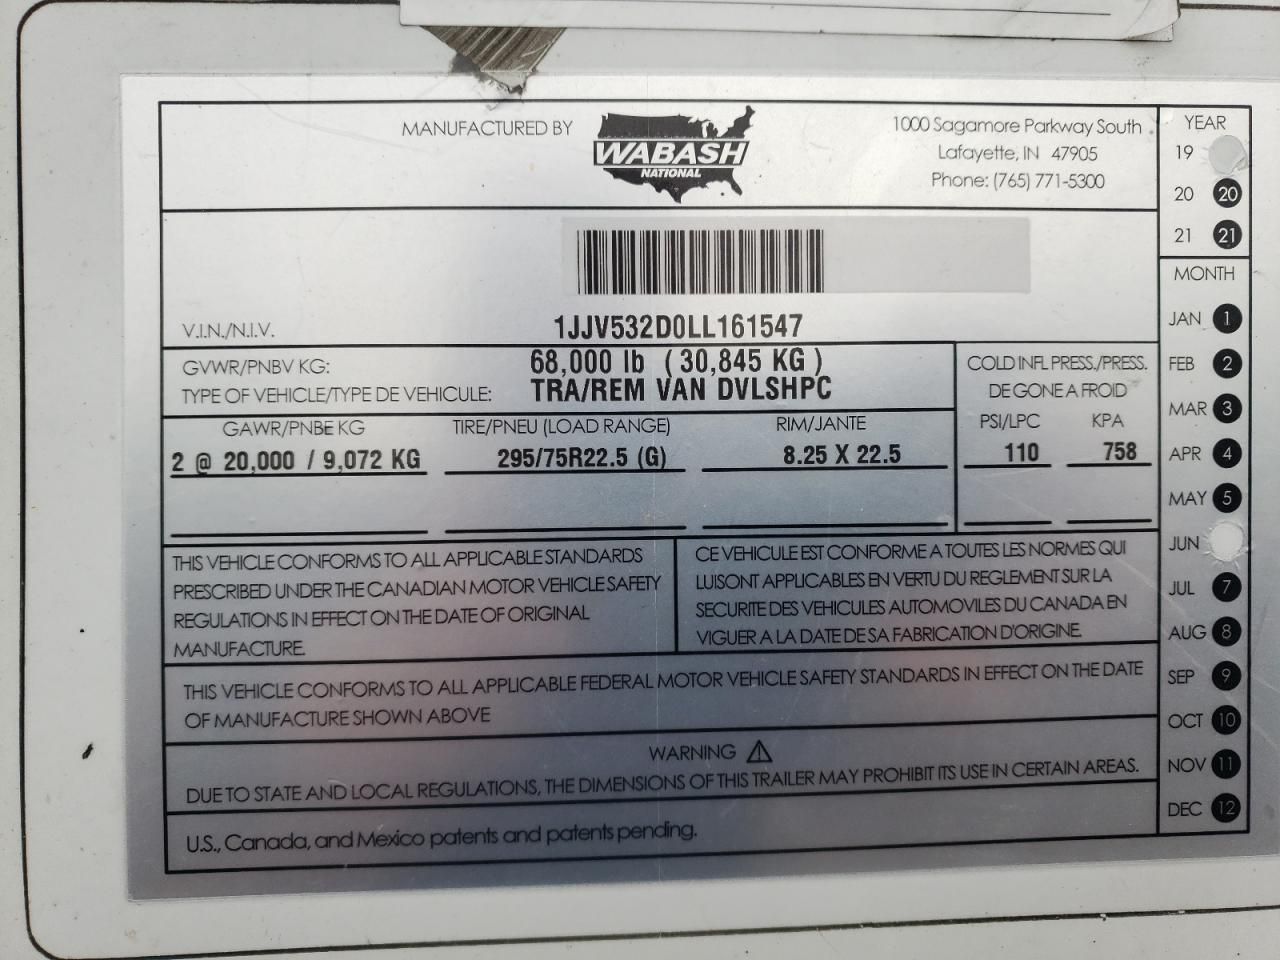 MANUFACTURED BY
WABASH
NATIONAL
1000 Sagamore Parkway South
Lafayette, IN 47905
Phone: (765) 771-5300
YEAR
19
20 20
21 21
V.I.N./N.I.V. 1JJV532D0LL161547
GVWR/PNBV KG: 68,000 lb (30,845 KG)
TYPE OF VEHICLE/TYPE DE VEHICULE: TRA/REM VAN DVLSHPC
COLD INFL PRESS./PRESS.
DE GONE A FROID
GAWR/PNBE KG TIRE/PNEU (LOAD RANGE) RIM/JANTE PSI/LPC KPA
2 @ 20,000 / 9,072 KG 295/75R22.5 (G) 8.25 X 22.5 110 758
THIS VEHICLE CONFORMS TO ALL APPLICABLE STANDARDS
PRESCRIBED UNDER THE CANADIAN MOTOR VEHICLE SAFETY
REGULATIONS IN EFFECT ON THE DATE OF ORIGINAL
MANUFACTURE.
CE VEHICULE EST CONFORME A TOUTES LES NORMES QUI
LUISONT APPLICABLES EN VERTU DU REGLEMENT SUR LA
SECURITE DES VEHICULES AUTOMOVILES DU CANADA EN
VIGUER A LA DATE DE SA FABRICATION D'ORIGINE.
THIS VEHICLE CONFORMS TO ALL APPLICABLE FEDERAL MOTOR VEHICLE SAFETY STANDARDS IN EFFECT ON THE DATE
OF MANUFACTURE SHOWN ABOVE
WARNING
DUE TO STATE AND LOCAL REGULATIONS, THE DIMENSIONS OF THIS TRAILER MAY PROHIBIT ITS USE IN CERTAIN AREAS.
U.S., Canada, and Mexico patents and patents pending.
MONTH
JAN 1
FEB 2
MAR 3
APR 4
MAY 5
JUN
JUL 7
AUG 8
SEP 9
OCT 10
NOV 11
DEC 12